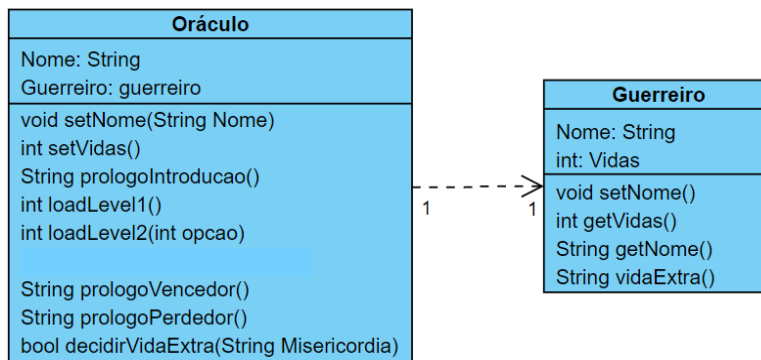 Oráculo
Nome: String
Guerreiro: guerreiro
void setNome(String Nome)
int setVidas()
String prologoIntroducao()
int loadLevel1()
int loadLevel2(int opcao)
String prologoVencedor()
String prologoPerdedor()
bool decidirVidaExtra(String Misericordia)
1
1
Guerreiro
Nome: String
int: Vidas
void setNome()
int getVidas()
String getNome()
String vidaExtra()